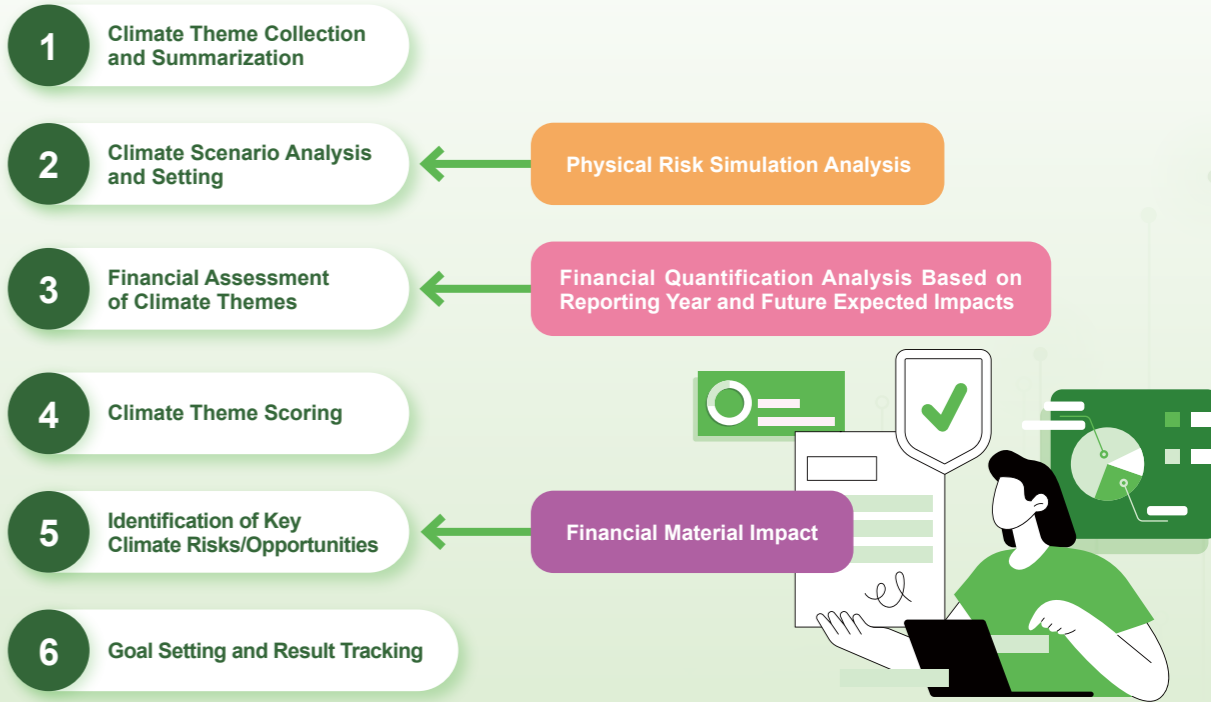 1
Climate Theme Collection
and Summarization
2
Climate Scenario Analysis
and Setting
Physical Risk Simulation Analysis
3
Financial Assessment
of Climate Themes
Financial Quantification Analysis Based on
Reporting Year and Future Expected Impacts
4
Climate Theme Scoring
5
Identification of Key
Climate Risks/Opportunities
Financial Material Impact
6
Goal Setting and Result Tracking